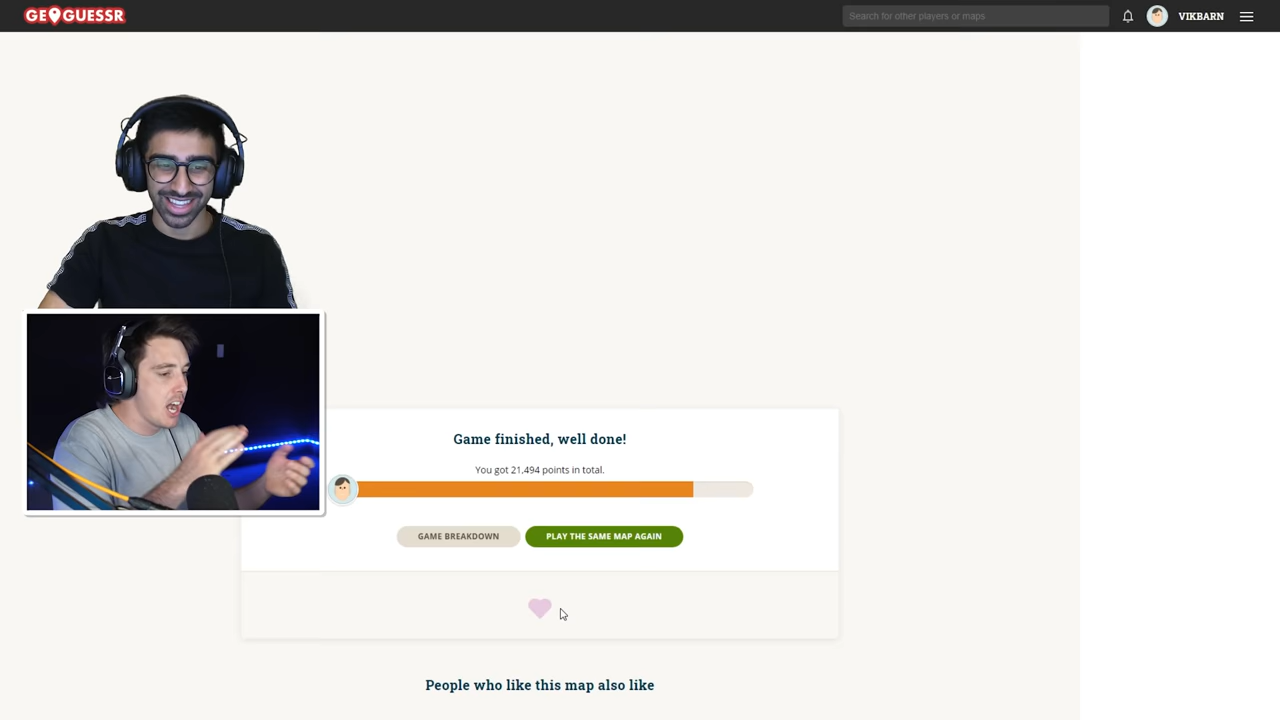 GEOGUESSR
Search for other players or maps
VIKBARN
Game finished, well done!
You got 21,494 points in total.
GAME BREAKDOWN
PLAY THE SAME MAP AGAIN
People who like this map also like